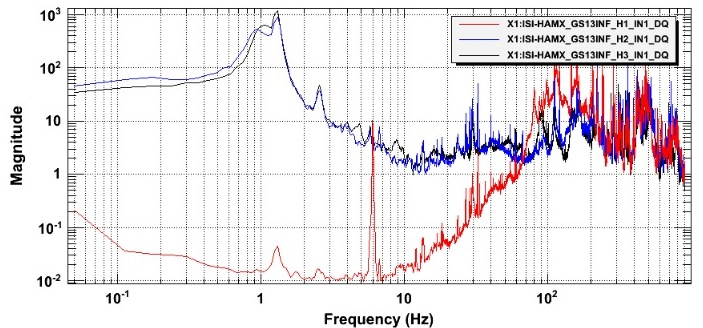 X1:ISI-HAMX_GS13INF_H1_IN1_DQ
X1:ISI-HAMX_GS13INF_H2_IN1_DQ
X1:ISI-HAMX_GS13INF_H3_IN1_DQ
Magnitude
10³
10²
10
1
10⁻¹
10⁻²
10⁻¹ 1 10 10²
Frequency (Hz)